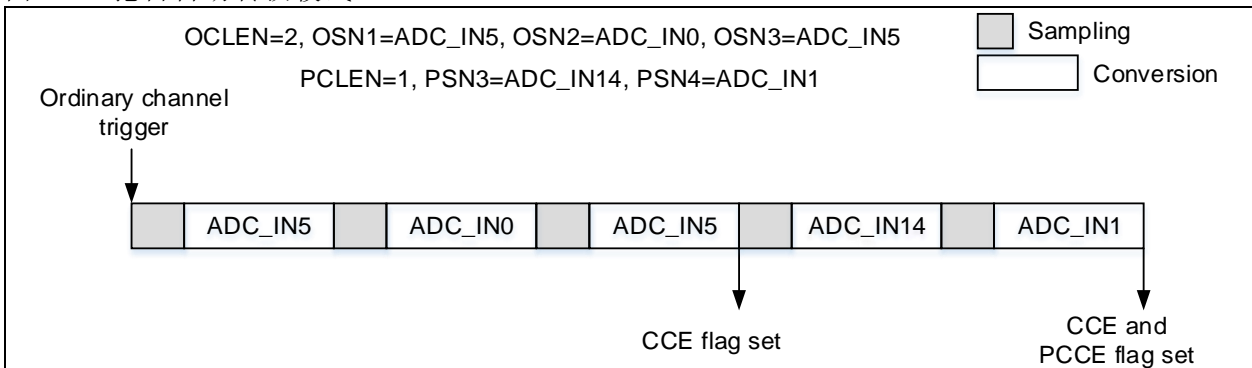 OCLEN=2, OSN1=ADC_IN5, OSN2=ADC_IN0, OSN3=ADC_IN5
PCLEN=1, PSN3=ADC_IN14, PSN4=ADC_IN1
Sampling
Conversion
Ordinary channel
trigger
ADC_IN5
ADC_IN0
ADC_IN5
ADC_IN14
ADC_IN1
CCE flag set
CCE and
PCCE flag set